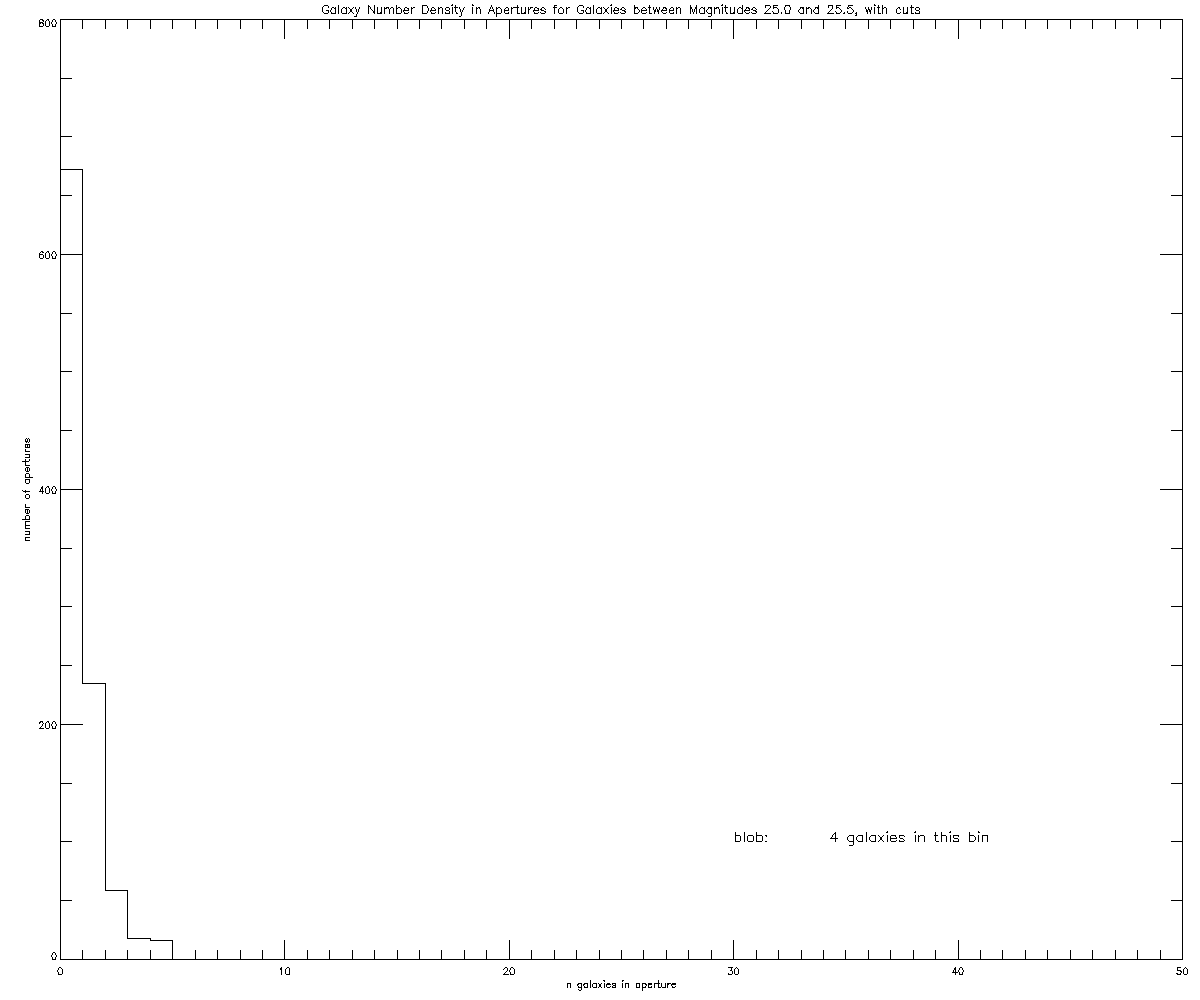 Galaxy Number Density in Apertures for Galaxies between Magnitudes 25.0 and 25.5, with cuts
800
600
400
200
0
number of apertures
0 10 20 30 40 50
n galaxies in aperture
blob: 4 galaxies in this bin